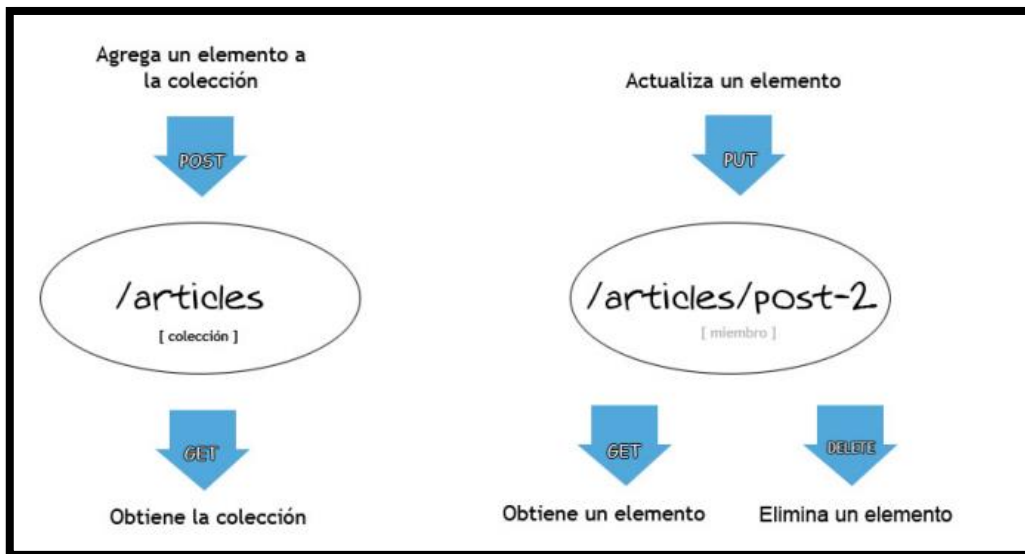 Agrega un elemento a
la colección
POST
/articles
[ colección ]
GET
Obtiene la colección
Actualiza un elemento
PUT
/articles/post-2
[ miembro ]
GET
DELETE
Obtiene un elemento
Elimina un elemento